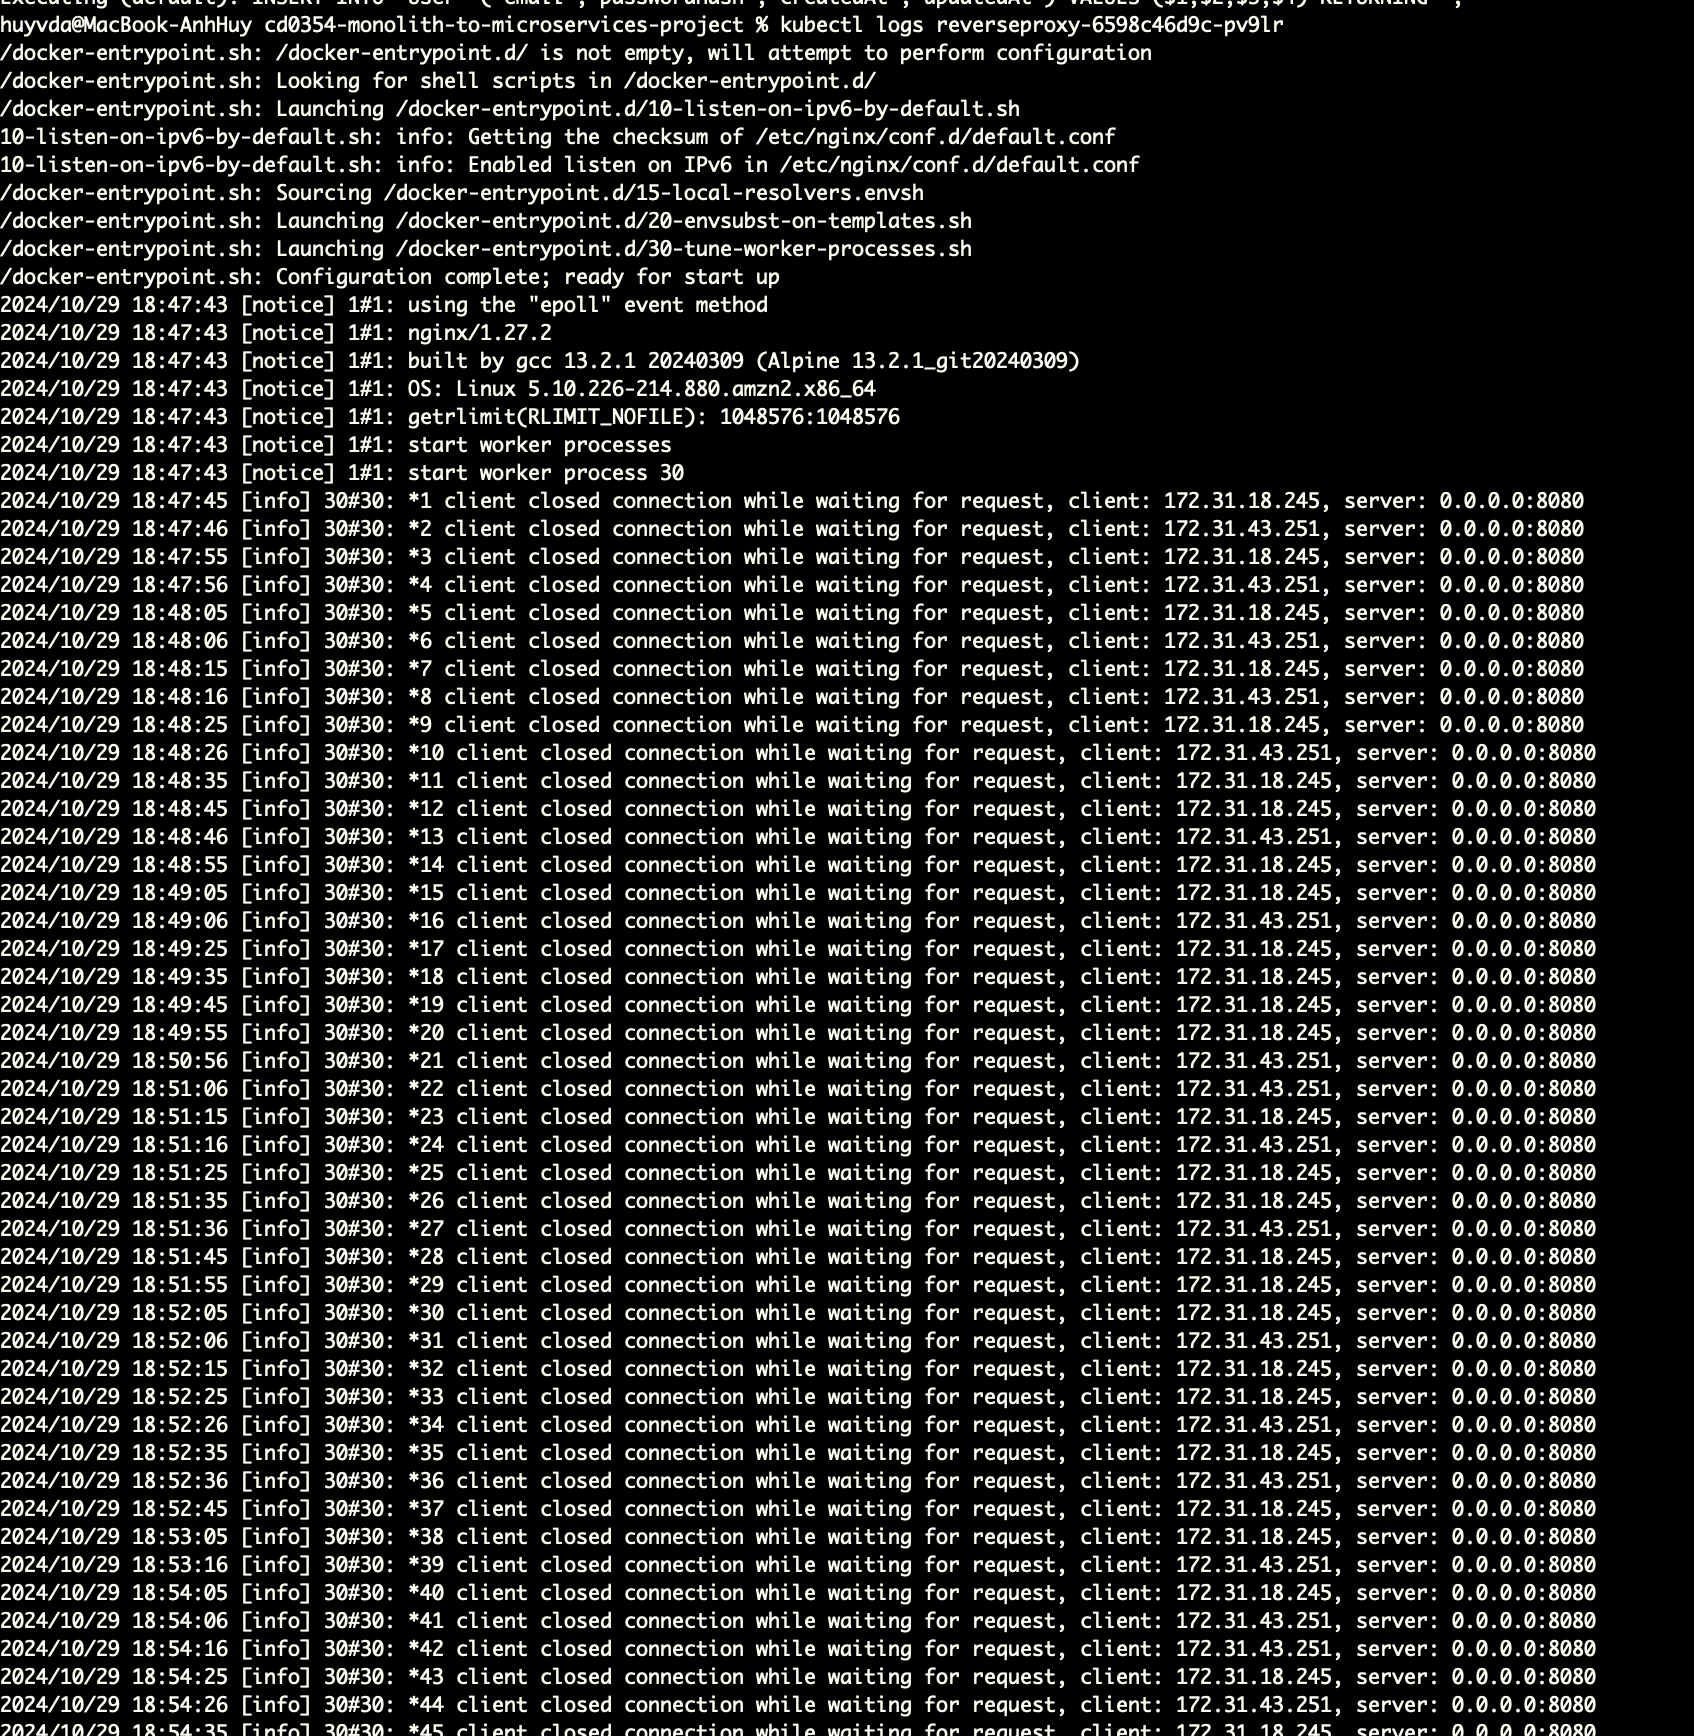 Executing (default): INSERT INTO "User" ("email","passwordHash","createdAt","updatedAt") VALUES ($1,$2,$3,$4) RETURNING *;
huyvda@MacBook-AnhHuy cd0354-monolith-to-microservices-project % kubectl logs reverseproxy-6598c46d9c-pv9lr
/docker-entrypoint.sh: /docker-entrypoint.d/ is not empty, will attempt to perform configuration
/docker-entrypoint.sh: Looking for shell scripts in /docker-entrypoint.d/
/docker-entrypoint.sh: Launching /docker-entrypoint.d/10-listen-on-ipv6-by-default.sh
10-listen-on-ipv6-by-default.sh: info: Getting the checksum of /etc/nginx/conf.d/default.conf
10-listen-on-ipv6-by-default.sh: info: Enabled listen on IPv6 in /etc/nginx/conf.d/default.conf
/docker-entrypoint.sh: Sourcing /docker-entrypoint.d/15-local-resolvers.envsh
/docker-entrypoint.sh: Launching /docker-entrypoint.d/20-envsubst-on-templates.sh
/docker-entrypoint.sh: Launching /docker-entrypoint.d/30-tune-worker-processes.sh
/docker-entrypoint.sh: Configuration complete; ready for start up
2024/10/29 18:47:43 [notice] 1#1: using the "epoll" event method
2024/10/29 18:47:43 [notice] 1#1: nginx/1.27.2
2024/10/29 18:47:43 [notice] 1#1: built by gcc 13.2.1 20240309 (Alpine 13.2.1_git20240309)
2024/10/29 18:47:43 [notice] 1#1: OS: Linux 5.10.226-214.880.amzn2.x86_64
2024/10/29 18:47:43 [notice] 1#1: getrlimit(RLIMIT_NOFILE): 1048576:1048576
2024/10/29 18:47:43 [notice] 1#1: start worker processes
2024/10/29 18:47:43 [notice] 1#1: start worker process 30
2024/10/29 18:47:45 [info] 30#30: *1 client closed connection while waiting for request, client: 172.31.18.245, server: 0.0.0.0:8080
2024/10/29 18:47:46 [info] 30#30: *2 client closed connection while waiting for request, client: 172.31.43.251, server: 0.0.0.0:8080
2024/10/29 18:47:55 [info] 30#30: *3 client closed connection while waiting for request, client: 172.31.18.245, server: 0.0.0.0:8080
2024/10/29 18:47:56 [info] 30#30: *4 client closed connection while waiting for request, client: 172.31.43.251, server: 0.0.0.0:8080
2024/10/29 18:48:05 [info] 30#30: *5 client closed connection while waiting for request, client: 172.31.18.245, server: 0.0.0.0:8080
2024/10/29 18:48:06 [info] 30#30: *6 client closed connection while waiting for request, client: 172.31.43.251, server: 0.0.0.0:8080
2024/10/29 18:48:15 [info] 30#30: *7 client closed connection while waiting for request, client: 172.31.18.245, server: 0.0.0.0:8080
2024/10/29 18:48:16 [info] 30#30: *8 client closed connection while waiting for request, client: 172.31.43.251, server: 0.0.0.0:8080
2024/10/29 18:48:25 [info] 30#30: *9 client closed connection while waiting for request, client: 172.31.18.245, server: 0.0.0.0:8080
2024/10/29 18:48:26 [info] 30#30: *10 client closed connection while waiting for request, client: 172.31.43.251, server: 0.0.0.0:8080
2024/10/29 18:48:35 [info] 30#30: *11 client closed connection while waiting for request, client: 172.31.18.245, server: 0.0.0.0:8080
2024/10/29 18:48:45 [info] 30#30: *12 client closed connection while waiting for request, client: 172.31.18.245, server: 0.0.0.0:8080
2024/10/29 18:48:46 [info] 30#30: *13 client closed connection while waiting for request, client: 172.31.43.251, server: 0.0.0.0:8080
2024/10/29 18:48:55 [info] 30#30: *14 client closed connection while waiting for request, client: 172.31.18.245, server: 0.0.0.0:8080
2024/10/29 18:49:05 [info] 30#30: *15 client closed connection while waiting for request, client: 172.31.18.245, server: 0.0.0.0:8080
2024/10/29 18:49:06 [info] 30#30: *16 client closed connection while waiting for request, client: 172.31.43.251, server: 0.0.0.0:8080
2024/10/29 18:49:25 [info] 30#30: *17 client closed connection while waiting for request, client: 172.31.18.245, server: 0.0.0.0:8080
2024/10/29 18:49:35 [info] 30#30: *18 client closed connection while waiting for request, client: 172.31.18.245, server: 0.0.0.0:8080
2024/10/29 18:49:45 [info] 30#30: *19 client closed connection while waiting for request, client: 172.31.18.245, server: 0.0.0.0:8080
2024/10/29 18:49:55 [info] 30#30: *20 client closed connection while waiting for request, client: 172.31.18.245, server: 0.0.0.0:8080
2024/10/29 18:50:56 [info] 30#30: *21 client closed connection while waiting for request, client: 172.31.43.251, server: 0.0.0.0:8080
2024/10/29 18:51:06 [info] 30#30: *22 client closed connection while waiting for request, client: 172.31.43.251, server: 0.0.0.0:8080
2024/10/29 18:51:15 [info] 30#30: *23 client closed connection while waiting for request, client: 172.31.18.245, server: 0.0.0.0:8080
2024/10/29 18:51:16 [info] 30#30: *24 client closed connection while waiting for request, client: 172.31.43.251, server: 0.0.0.0:8080
2024/10/29 18:51:25 [info] 30#30: *25 client closed connection while waiting for request, client: 172.31.18.245, server: 0.0.0.0:8080
2024/10/29 18:51:35 [info] 30#30: *26 client closed connection while waiting for request, client: 172.31.18.245, server: 0.0.0.0:8080
2024/10/29 18:51:36 [info] 30#30: *27 client closed connection while waiting for request, client: 172.31.43.251, server: 0.0.0.0:8080
2024/10/29 18:51:45 [info] 30#30: *28 client closed connection while waiting for request, client: 172.31.18.245, server: 0.0.0.0:8080
2024/10/29 18:51:55 [info] 30#30: *29 client closed connection while waiting for request, client: 172.31.18.245, server: 0.0.0.0:8080
2024/10/29 18:52:05 [info] 30#30: *30 client closed connection while waiting for request, client: 172.31.18.245, server: 0.0.0.0:8080
2024/10/29 18:52:06 [info] 30#30: *31 client closed connection while waiting for request, client: 172.31.43.251, server: 0.0.0.0:8080
2024/10/29 18:52:15 [info] 30#30: *32 client closed connection while waiting for request, client: 172.31.18.245, server: 0.0.0.0:8080
2024/10/29 18:52:25 [info] 30#30: *33 client closed connection while waiting for request, client: 172.31.18.245, server: 0.0.0.0:8080
2024/10/29 18:52:26 [info] 30#30: *34 client closed connection while waiting for request, client: 172.31.43.251, server: 0.0.0.0:8080
2024/10/29 18:52:35 [info] 30#30: *35 client closed connection while waiting for request, client: 172.31.18.245, server: 0.0.0.0:8080
2024/10/29 18:52:36 [info] 30#30: *36 client closed connection while waiting for request, client: 172.31.43.251, server: 0.0.0.0:8080
2024/10/29 18:52:45 [info] 30#30: *37 client closed connection while waiting for request, client: 172.31.18.245, server: 0.0.0.0:8080
2024/10/29 18:53:05 [info] 30#30: *38 client closed connection while waiting for request, client: 172.31.18.245, server: 0.0.0.0:8080
2024/10/29 18:53:16 [info] 30#30: *39 client closed connection while waiting for request, client: 172.31.43.251, server: 0.0.0.0:8080
2024/10/29 18:54:05 [info] 30#30: *40 client closed connection while waiting for request, client: 172.31.18.245, server: 0.0.0.0:8080
2024/10/29 18:54:06 [info] 30#30: *41 client closed connection while waiting for request, client: 172.31.43.251, server: 0.0.0.0:8080
2024/10/29 18:54:16 [info] 30#30: *42 client closed connection while waiting for request, client: 172.31.43.251, server: 0.0.0.0:8080
2024/10/29 18:54:25 [info] 30#30: *43 client closed connection while waiting for request, client: 172.31.18.245, server: 0.0.0.0:8080
2024/10/29 18:54:26 [info] 30#30: *44 client closed connection while waiting for request, client: 172.31.43.251, server: 0.0.0.0:8080
2024/10/29 18:54:35 [info] 30#30: *45 client closed connection while waiting for request, client: 172.31.18.245, server: 0.0.0.0:8080